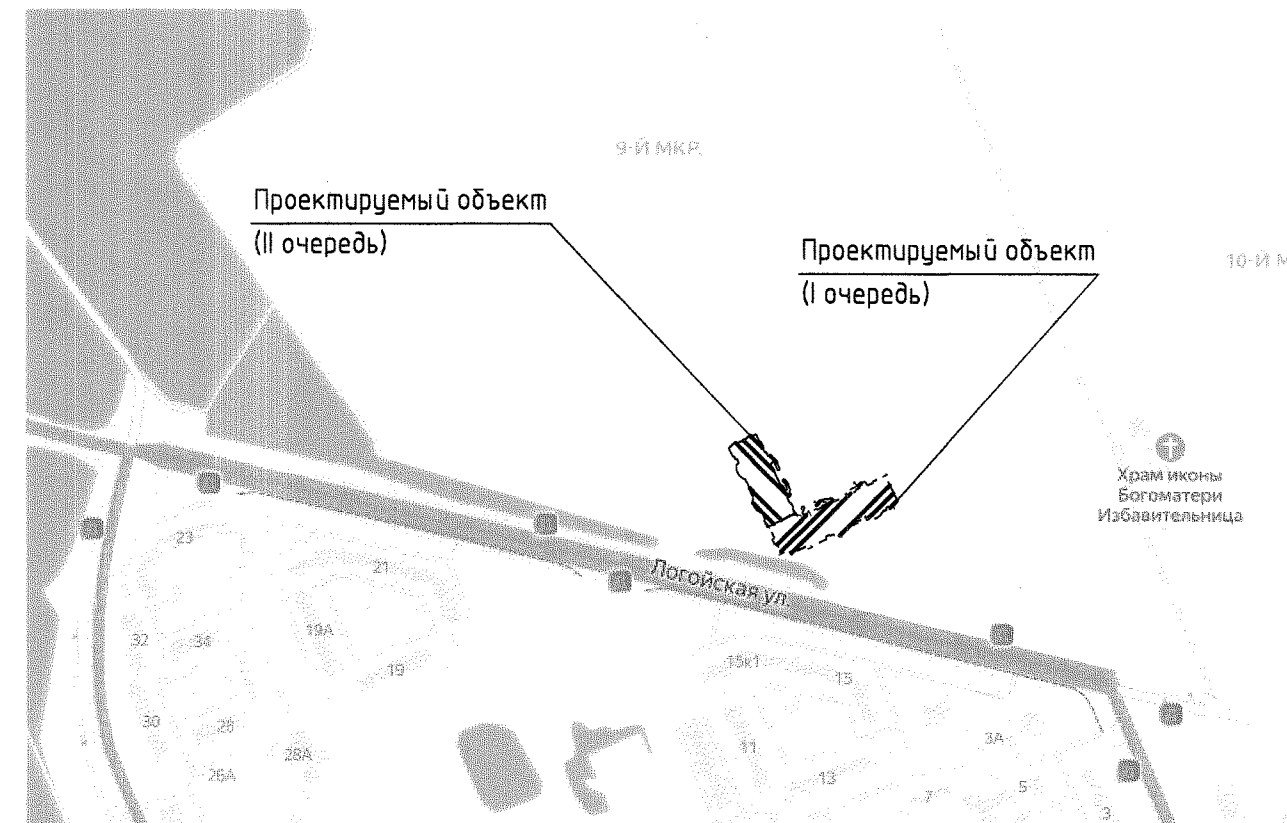 9-Й МКР.
Проектируемый объект
(II очередь)
Проектируемый объект
(I очередь)
10-Й М
Храм иконы
Богоматери
Избавительница
Логойская ул.
23
21
32
34
19А
19
15к1
15
30
28
28А
26А
11
13
3А
7
5
3